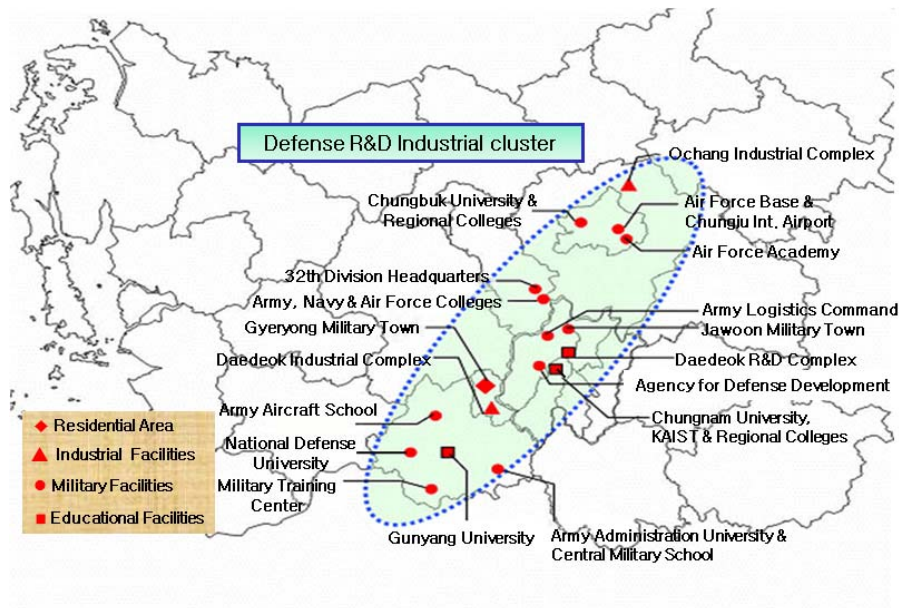 Defense R&D Industrial cluster
Ochang Industrial Complex
Chungbuk University &
Regional Colleges
Air Force Base &
Chungju Int. Airport
Air Force Academy
32th Division Headquarters
Army, Navy & Air Force Colleges
Gyeryong Military Town
Daedeok Industrial Complex
Army Logistics Command
Jawoon Military Town
Daedeok R&D Complex
Agency for Defense Development
Chungnam University,
KAIST & Regional Colleges
Army Aircraft School
National Defense
University
Military Training
Center
Gunyang University
Army Administration University &
Central Military School
Residential Area
Industrial Facilities
Military Facilities
Educational Facilities